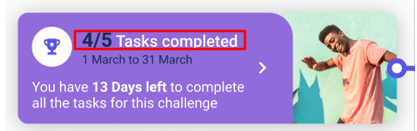 4/5 Tasks completed
1 March to 31 March
You have 13 Days left to complete
all the tasks for this challenge